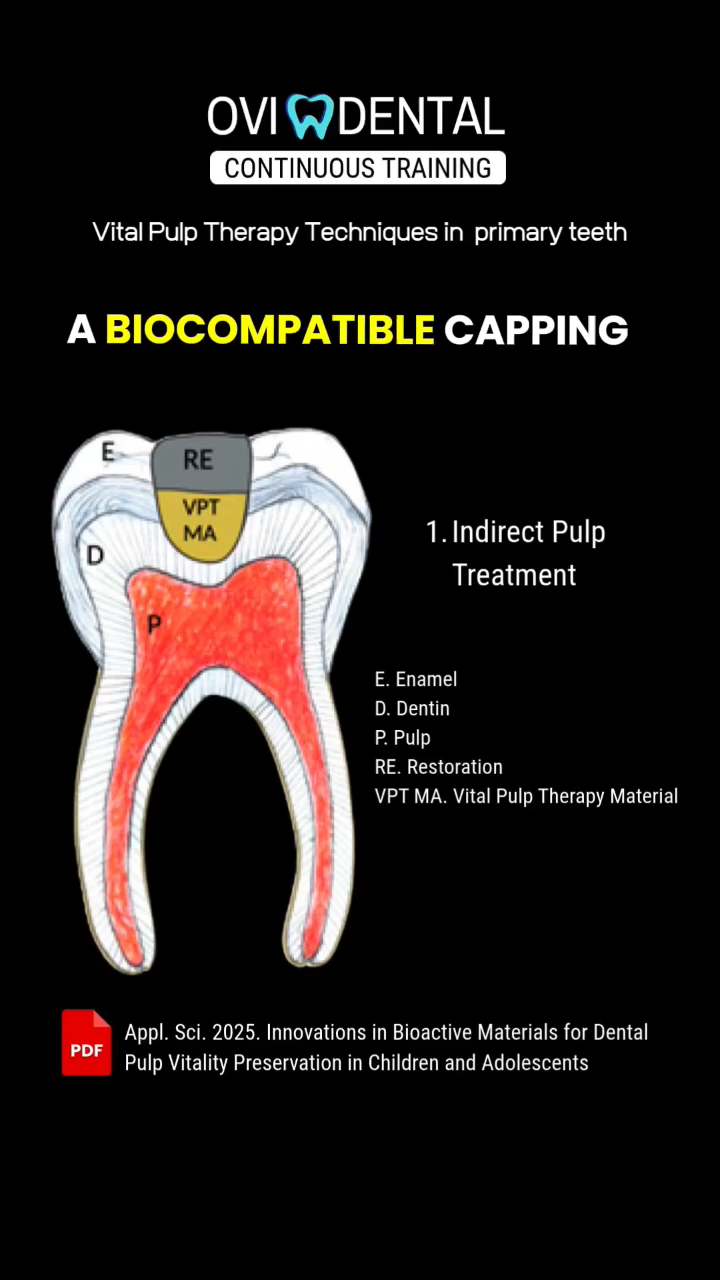 OVI DENTAL
CONTINUOUS TRAINING
Vital Pulp Therapy Techniques in primary teeth
A BIOCOMPATIBLE CAPPING
E
RE
VPT
MA
D
P
1. Indirect Pulp
Treatment
E. Enamel
D. Dentin
P. Pulp
RE. Restoration
VPT MA. Vital Pulp Therapy Material
PDF
Appl. Sci. 2025. Innovations in Bioactive Materials for Dental
Pulp Vitality Preservation in Children and Adolescents